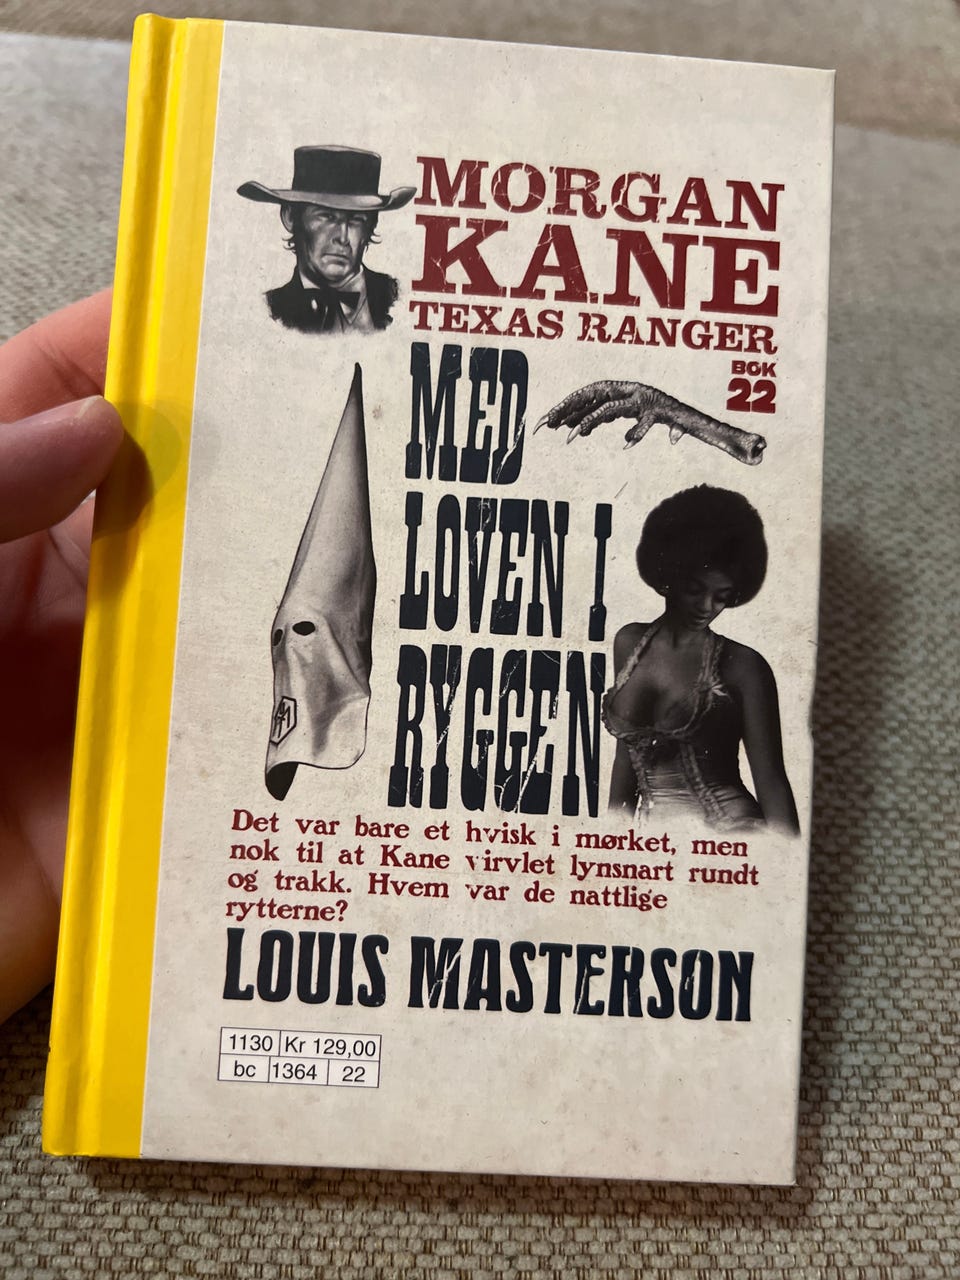 MORGAN
KANE
TEXAS RANGER
BOK
22
MED
LOVEN I
RYGGEN
Det var bare et hvisk i mørket, men
nok til at Kane virvlet lynsnart rundt
og trakk. Hvem var de nattlige
rytterne?
LOUIS MASTERSON
1130 Kr 129,00
bc 1364 22